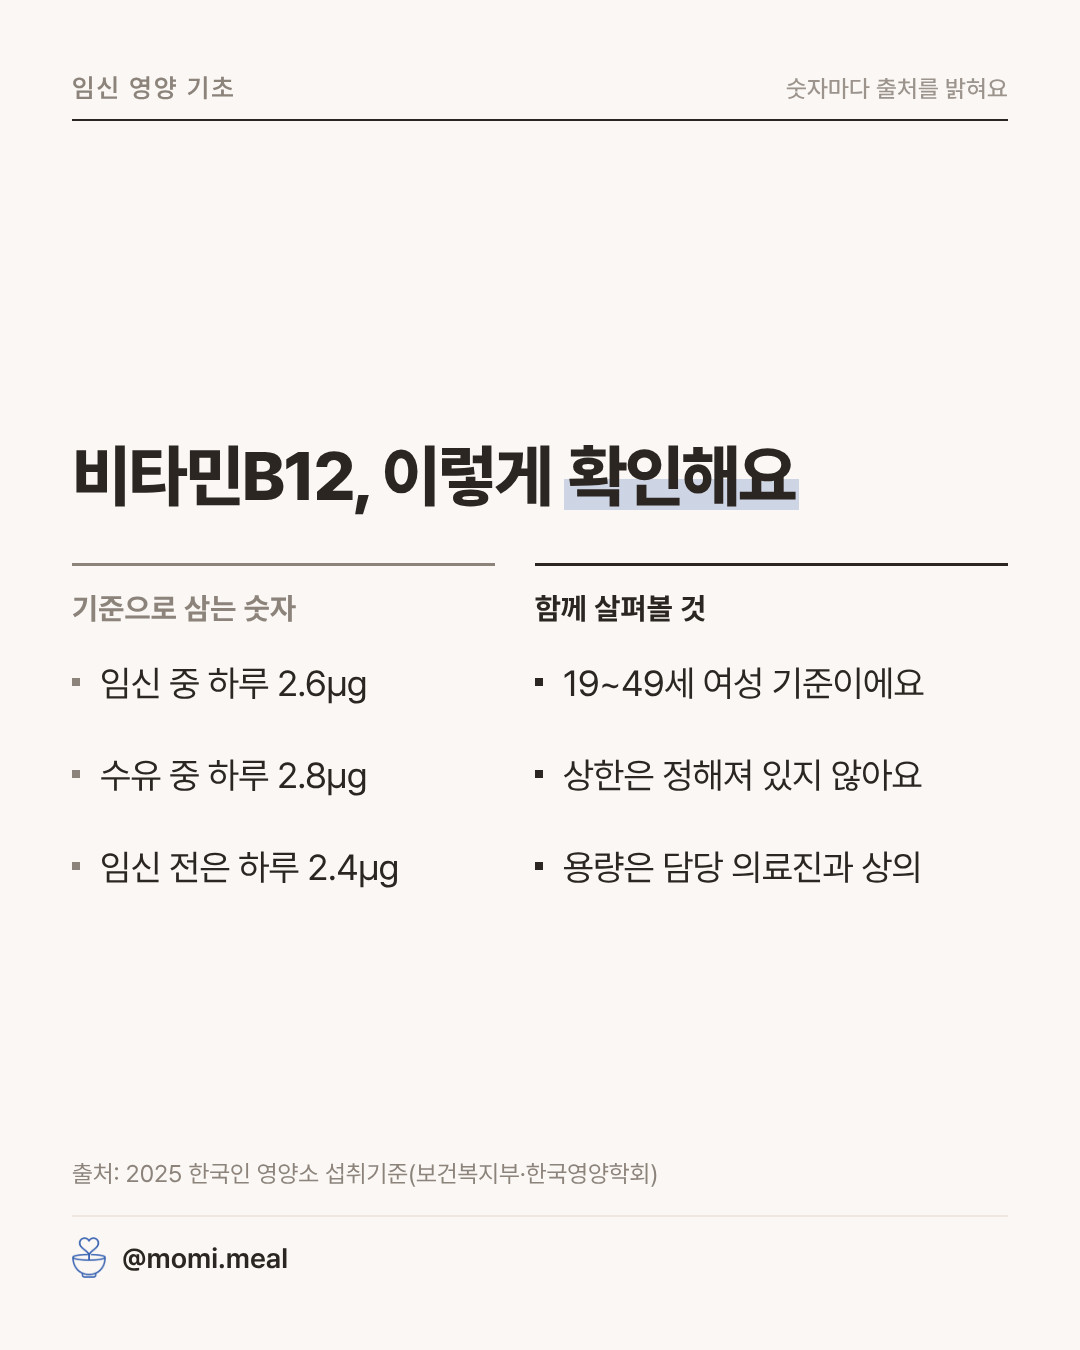 임신 영양 기초
숫자마다 출처를 밝혀요
비타민B12, 이렇게 확인해요
기준으로 삼는 숫자
임신 중 하루 2.6µg
수유 중 하루 2.8µg
임신 전은 하루 2.4µg
함께 살펴볼 것
19~49세 여성 기준이에요
상한은 정해져 있지 않아요
용량은 담당 의료진과 상의
출처: 2025 한국인 영양소 섭취기준(보건복지부·한국영양학회)
@momi.meal